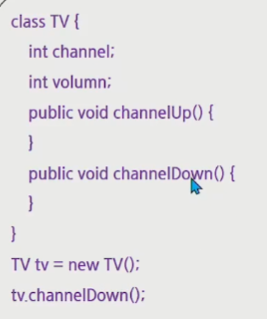 class TV {
int channel;
int volumn;
public void channelUp() {
}
public void channelDown() {
}
}
TV tv = new TV();
tv.channelDown();